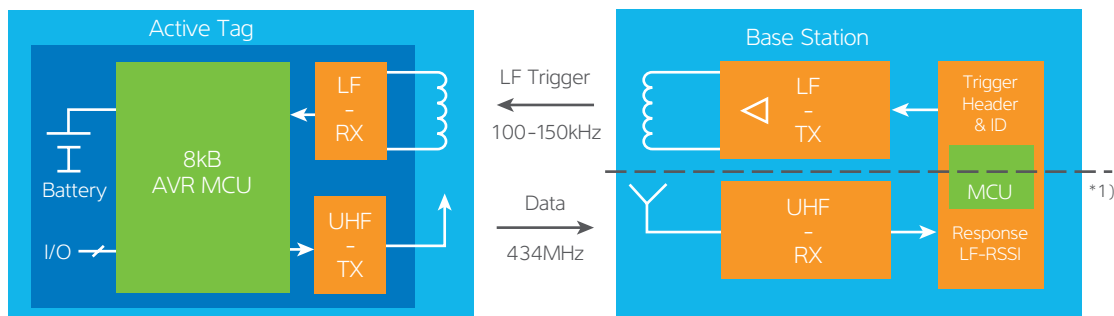 Active Tag
LF
-
RX
8kB
AVR MCU
Battery
I/O
UHF
-
TX
LF Trigger
100-150kHz
Data
434MHz
Base Station
LF
-
TX
Trigger
Header
& ID
MCU
*1)
UHF
-
RX
Response
LF-RSSI